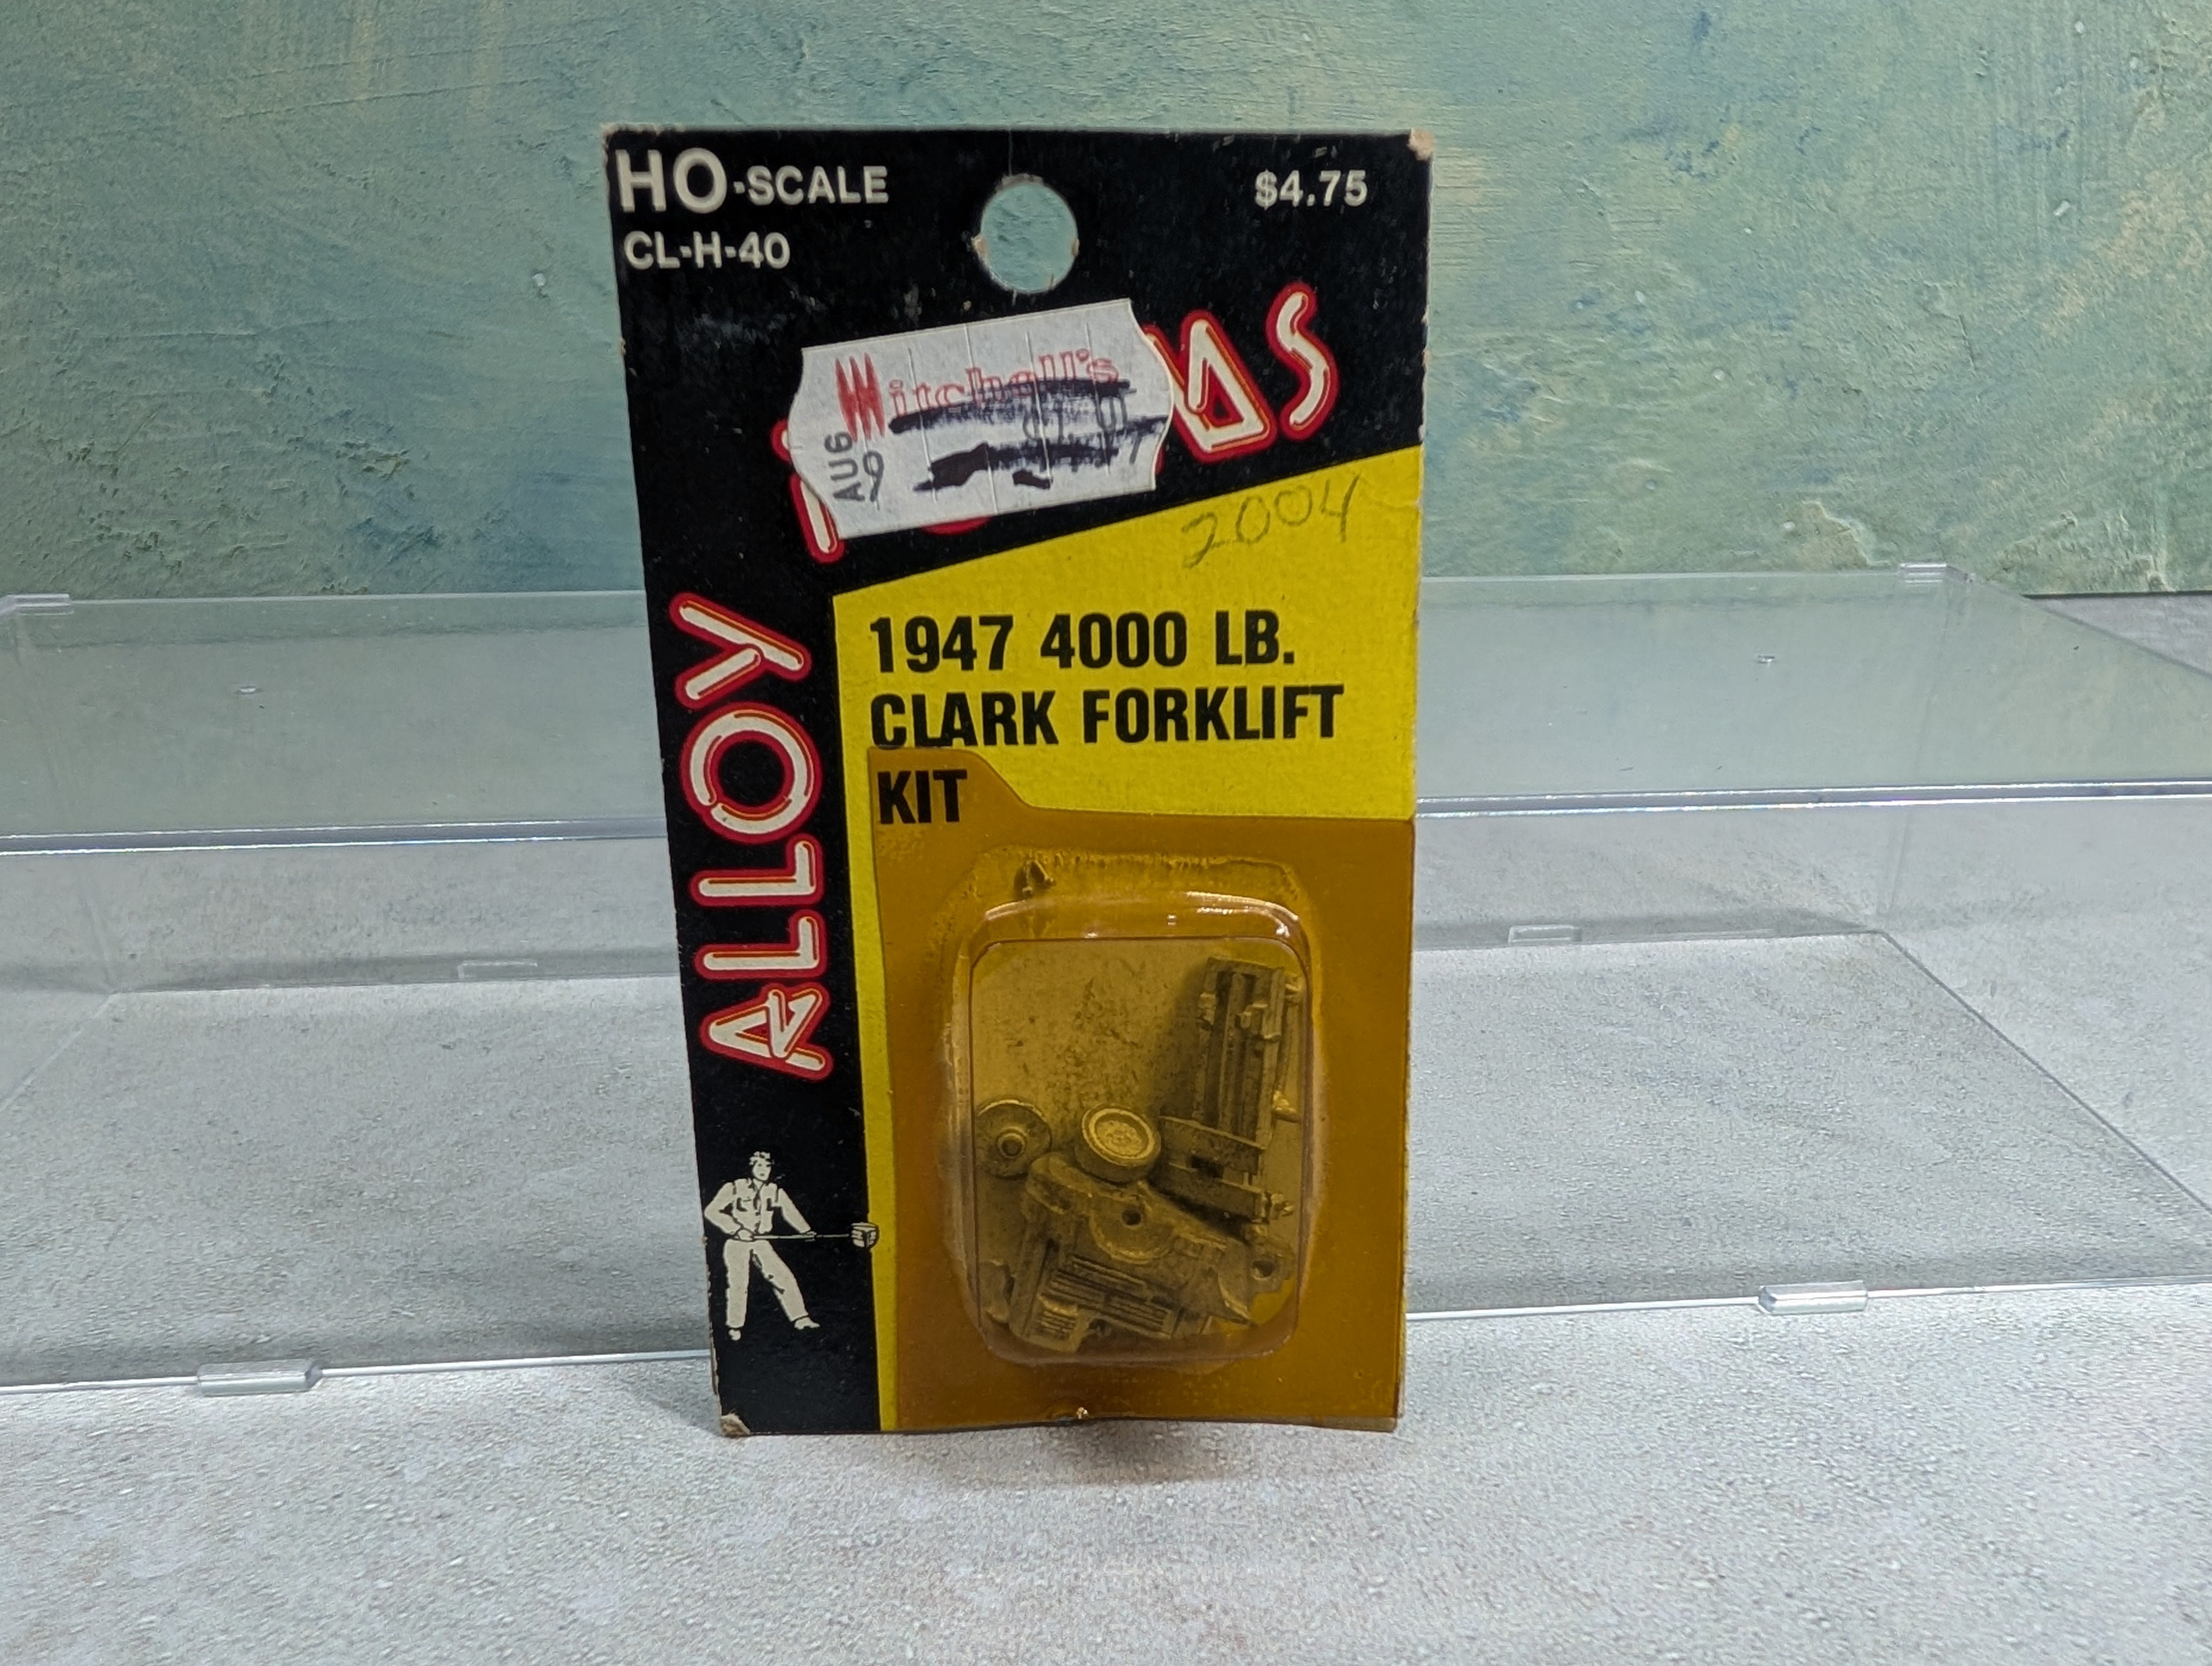 HO-SCALE
$4.75
CL-H-40
Mitchell's
AUG
9
2004
1947 4000 LB.
CLARK FORKLIFT
KIT
ALLOY